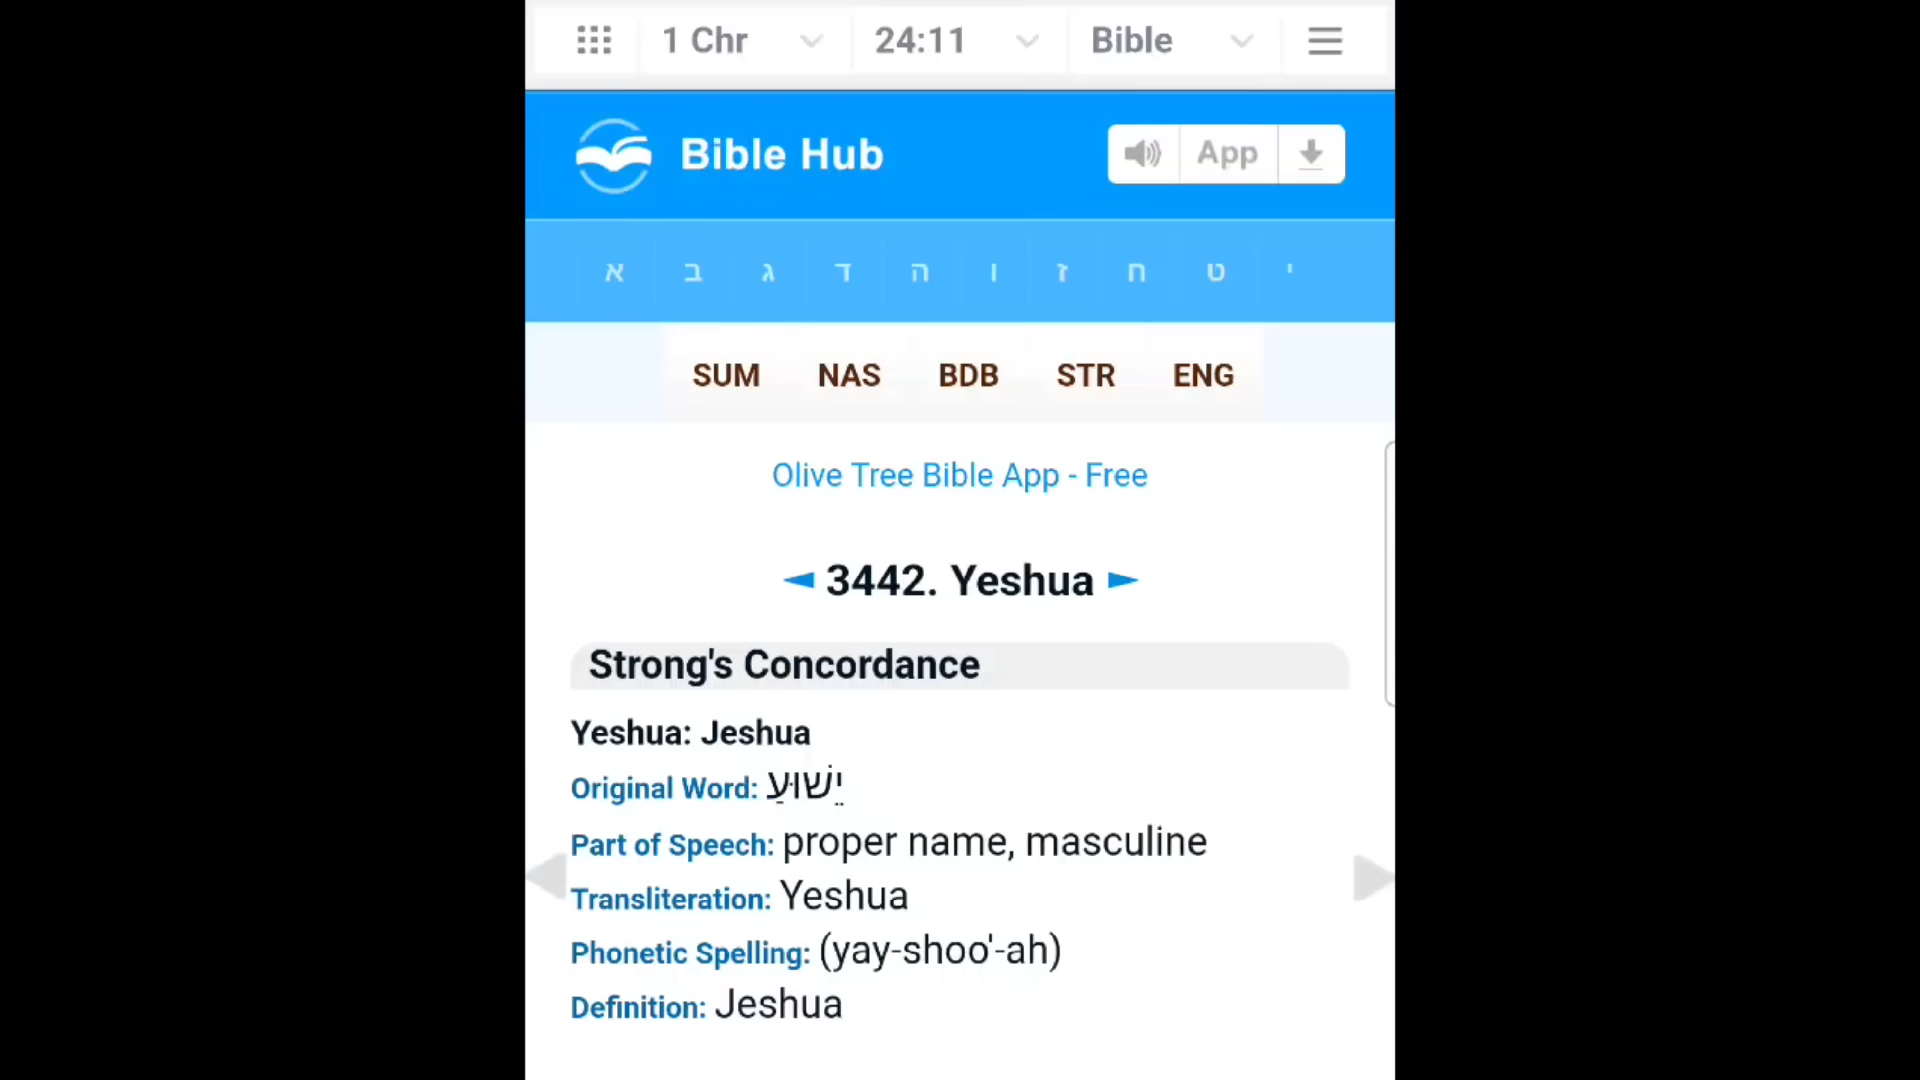 1 Chr 24:11 Bible
Bible Hub App
א ב ג ד ה ו ז ח ט י
SUM NAS BDB STR ENG
Olive Tree Bible App - Free
◄ 3442. Yeshua ►
Strong's Concordance
Yeshua: Jeshua
Original Word: יֵשׁוּעַ
Part of Speech: proper name, masculine
Transliteration: Yeshua
Phonetic Spelling: (yay-shoo'-ah)
Definition: Jeshua